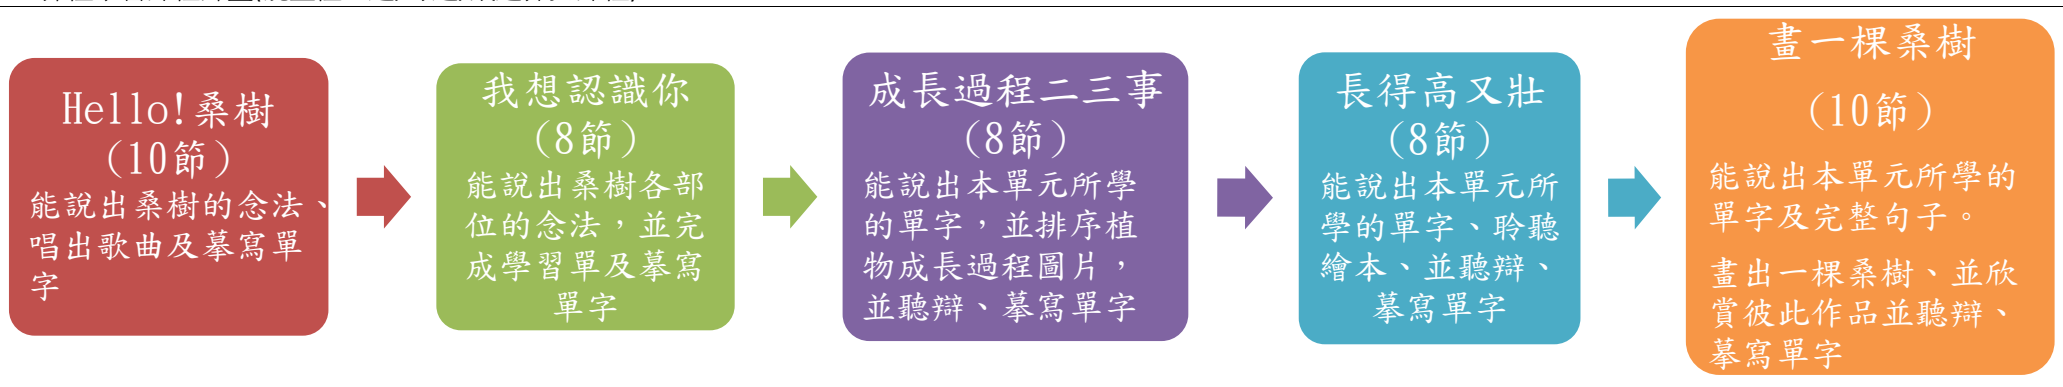 Hello!桑樹
(10節)
能說出桑樹的念法、
唱出歌曲及摹寫單
字
我想認識你
(8節)
能說出桑樹各部
位的念法，並完
成學習單及摹寫
單字
成長過程二三事
(8節)
能說出本單元所學
的單字，並排序植
物成長過程圖片，
並聽辯、摹寫單字
長得高又壯
(8節)
能說出本單元所
學的單字、聆聽
繪本、並聽辯、
摹寫單字
畫一棵桑樹
(10節)
能說出本單元所學的
單字及完整句子。
畫出一棵桑樹、並欣
賞彼此作品並聽辯、
摹寫單字